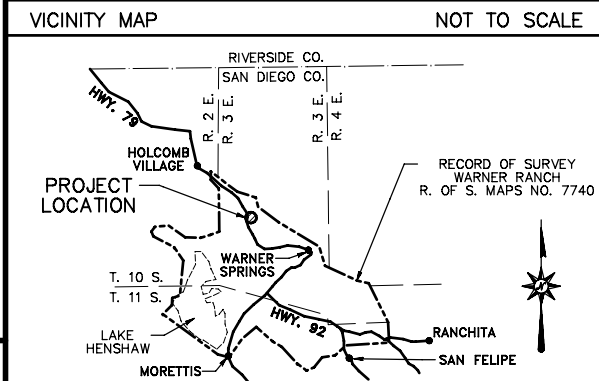 VICINITY MAP
NOT TO SCALE
RIVERSIDE CO.
SAN DIEGO CO.
HWY. 79
R. 2 E.
R. 3 E.
R. 3 E.
R. 4 E.
HOLCOMB
VILLAGE
PROJECT
LOCATION
RECORD OF SURVEY
WARNER RANCH
R. OF S. MAPS NO. 7740
WARNER
SPRINGS
T. 10 S.
T. 11 S.
HWY. 92
LAKE
HENSHAW
RANCHITA
SAN FELIPE
MORETTIS
N